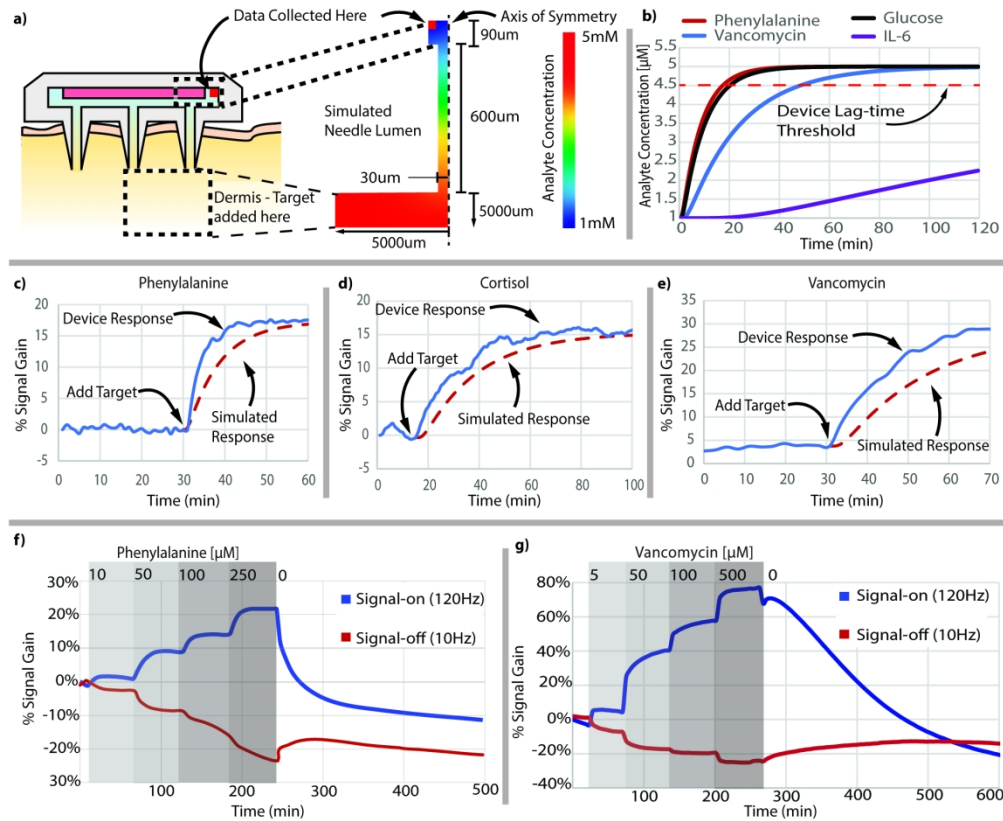 a)
Data Collected Here
Axis of Symmetry
90um
Simulated
Needle Lumen
600um
30um
Dermis - Target
added here
5000um
5000um
Analyte Concentration
5mM
1mM
b)
Phenylalanine
Glucose
Vancomycin
IL-6
Analyte Concentration [µM]
5.5
5
4.5
4
3.5
3
2.5
2
1.5
1
Device Lag-time
Threshold
0 20 40 60 80 100 120
Time (min)
c)
Phenylalanine
% Signal Gain
20
15
10
5
0
-5
Device Response
Add Target
Simulated
Response
0 10 20 30 40 50 60
Time (min)
d)
Cortisol
% Signal Gain
20
15
10
5
0
-5
Device Response
Add Target
Simulated Response
0 20 40 60 80 100
Time (min)
e)
Vancomycin
% Signal Gain
35
30
25
20
15
10
5
0
Device Response
Add Target
Simulated Response
0 10 20 30 40 50 60 70
Time (min)
f)
Phenylalanine [µM]
10 50 100 250 0
% Signal Gain
30%
20%
10%
0%
-10%
-20%
30%
Signal-on (120Hz)
Signal-off (10Hz)
100 200 300 400 500
Time (min)
g)
Vancomycin [µM]
5 50 100 500 0
% Signal Gain
80%
60%
40%
20%
0%
-20%
-40%
Signal-on (120Hz)
Signal-off (10Hz)
100 200 300 400 500 600
Time (min)